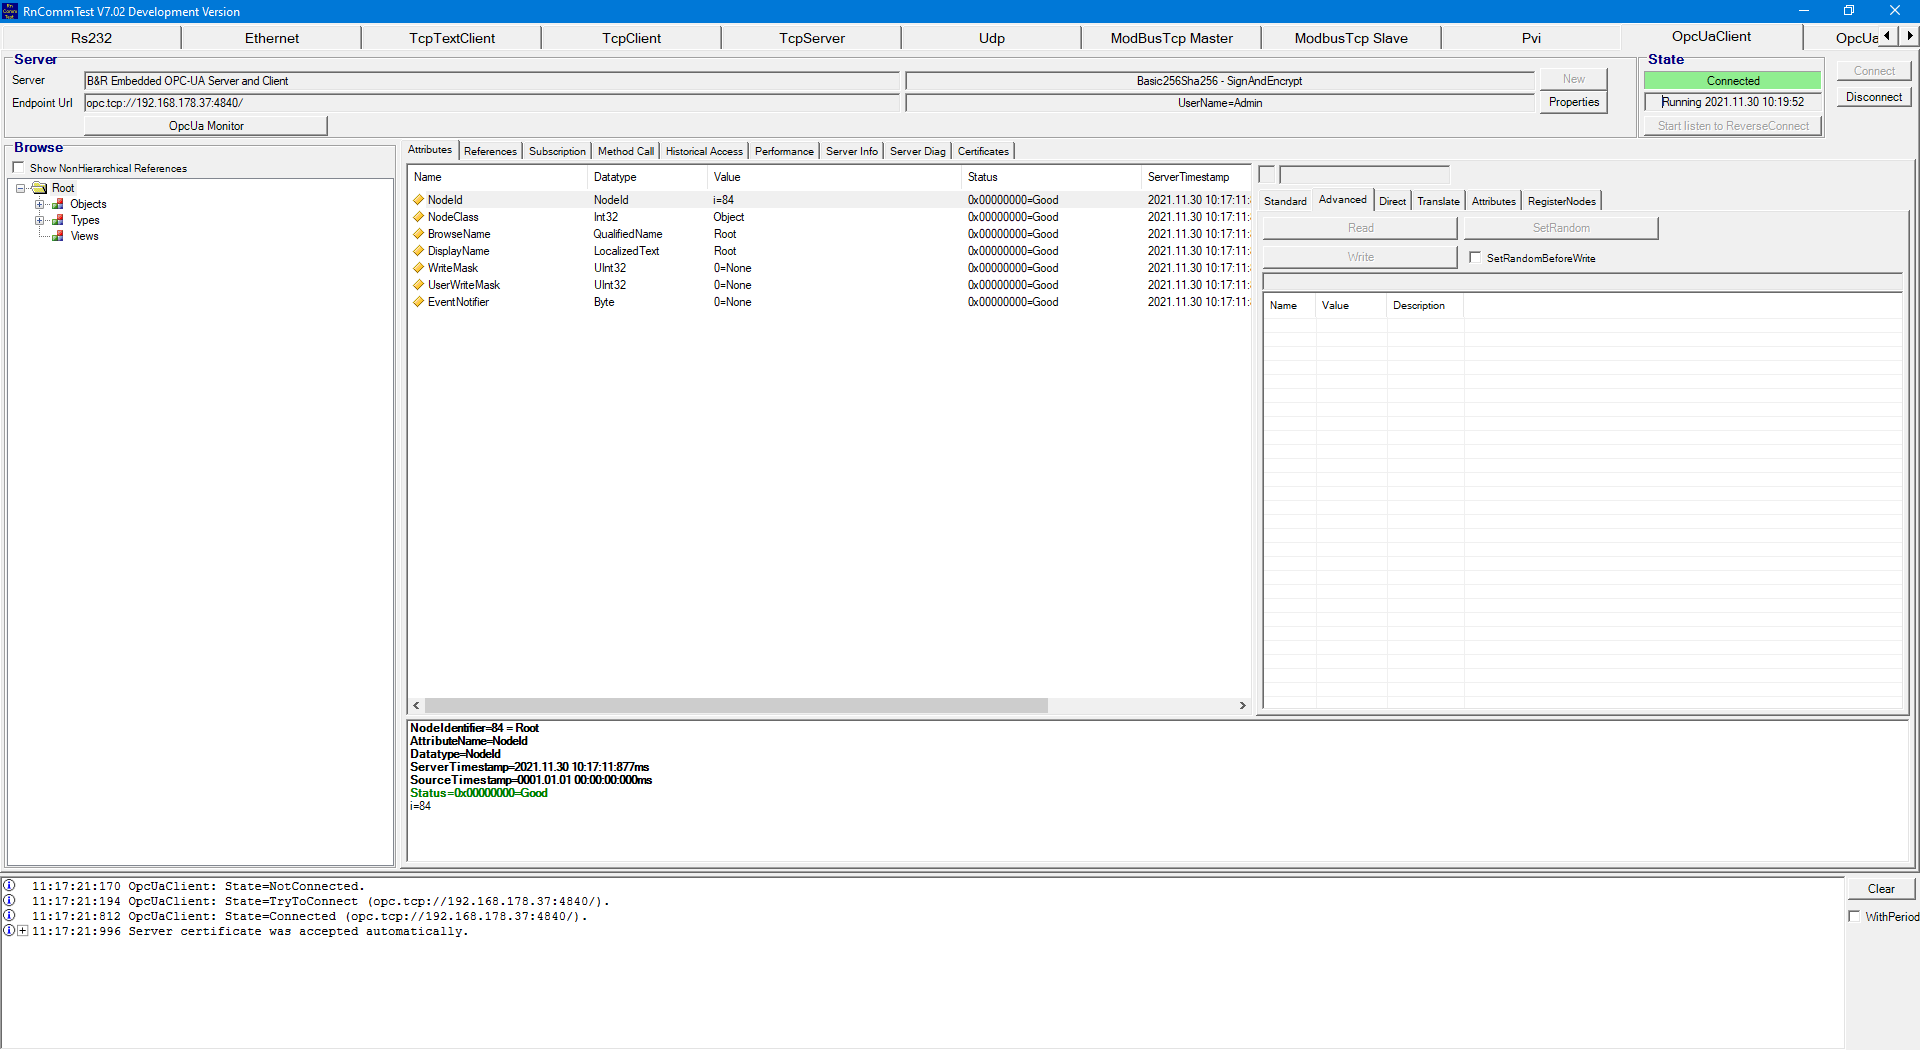 RnCommTest V7.02 Development Version
Rs232 Ethernet TcpTextClient TcpClient TcpServer Udp ModBusTcp Master ModbusTcp Slave Pvi OpcUaClient OpcUa
Server
Server B&R Embedded OPC-UA Server and Client Basic256Sha256 - SignAndEncrypt New
Endpoint Url opc.tcp://192.168.178.37:4840/ UserName=Admin Properties
OpcUa Monitor
State
Connected Connect
Running 2021.11.30 10:19:52 Disconnect
Start listen to ReverseConnect
Browse
Show NonHierarchical References
Root
Objects
Types
Views
Attributes References Subscription Method Call Historical Access Performance Server Info Server Diag Certificates
Name Datatype Value Status ServerTimestamp
NodeId NodeId i=84 0x00000000=Good 2021.11.30 10:17:11:
NodeClass Int32 Object 0x00000000=Good 2021.11.30 10:17:11:
BrowseName QualifiedName Root 0x00000000=Good 2021.11.30 10:17:11:
DisplayName LocalizedText Root 0x00000000=Good 2021.11.30 10:17:11:
WriteMask UInt32 0=None 0x00000000=Good 2021.11.30 10:17:11:
UserWriteMask UInt32 0=None 0x00000000=Good 2021.11.30 10:17:11:
EventNotifier Byte 0=None 0x00000000=Good 2021.11.30 10:17:11:
Standard Advanced Direct Translate Attributes RegisterNodes
Read SetRandom
Write SetRandomBeforeWrite
Name Value Description
NodeIdentifier=84 = Root
AttributeName=NodeId
Datatype=NodeId
ServerTimestamp=2021.11.30 10:17:11:877ms
SourceTimestamp=0001.01.01 00:00:00:000ms
Status=0x00000000=Good
i=84
11:17:21:170 OpcUaClient: State=NotConnected.
11:17:21:194 OpcUaClient: State=TryToConnect (opc.tcp://192.168.178.37:4840/).
11:17:21:812 OpcUaClient: State=Connected (opc.tcp://192.168.178.37:4840/).
11:17:21:996 Server certificate was accepted automatically.
Clear
WithPeriod